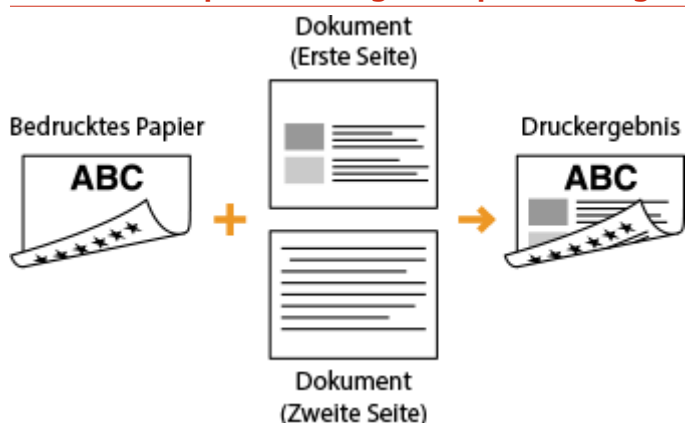 Dokument
(Erste Seite)
Bedrucktes Papier
ABC
Druckergebnis
ABC
Dokument
(Zweite Seite)